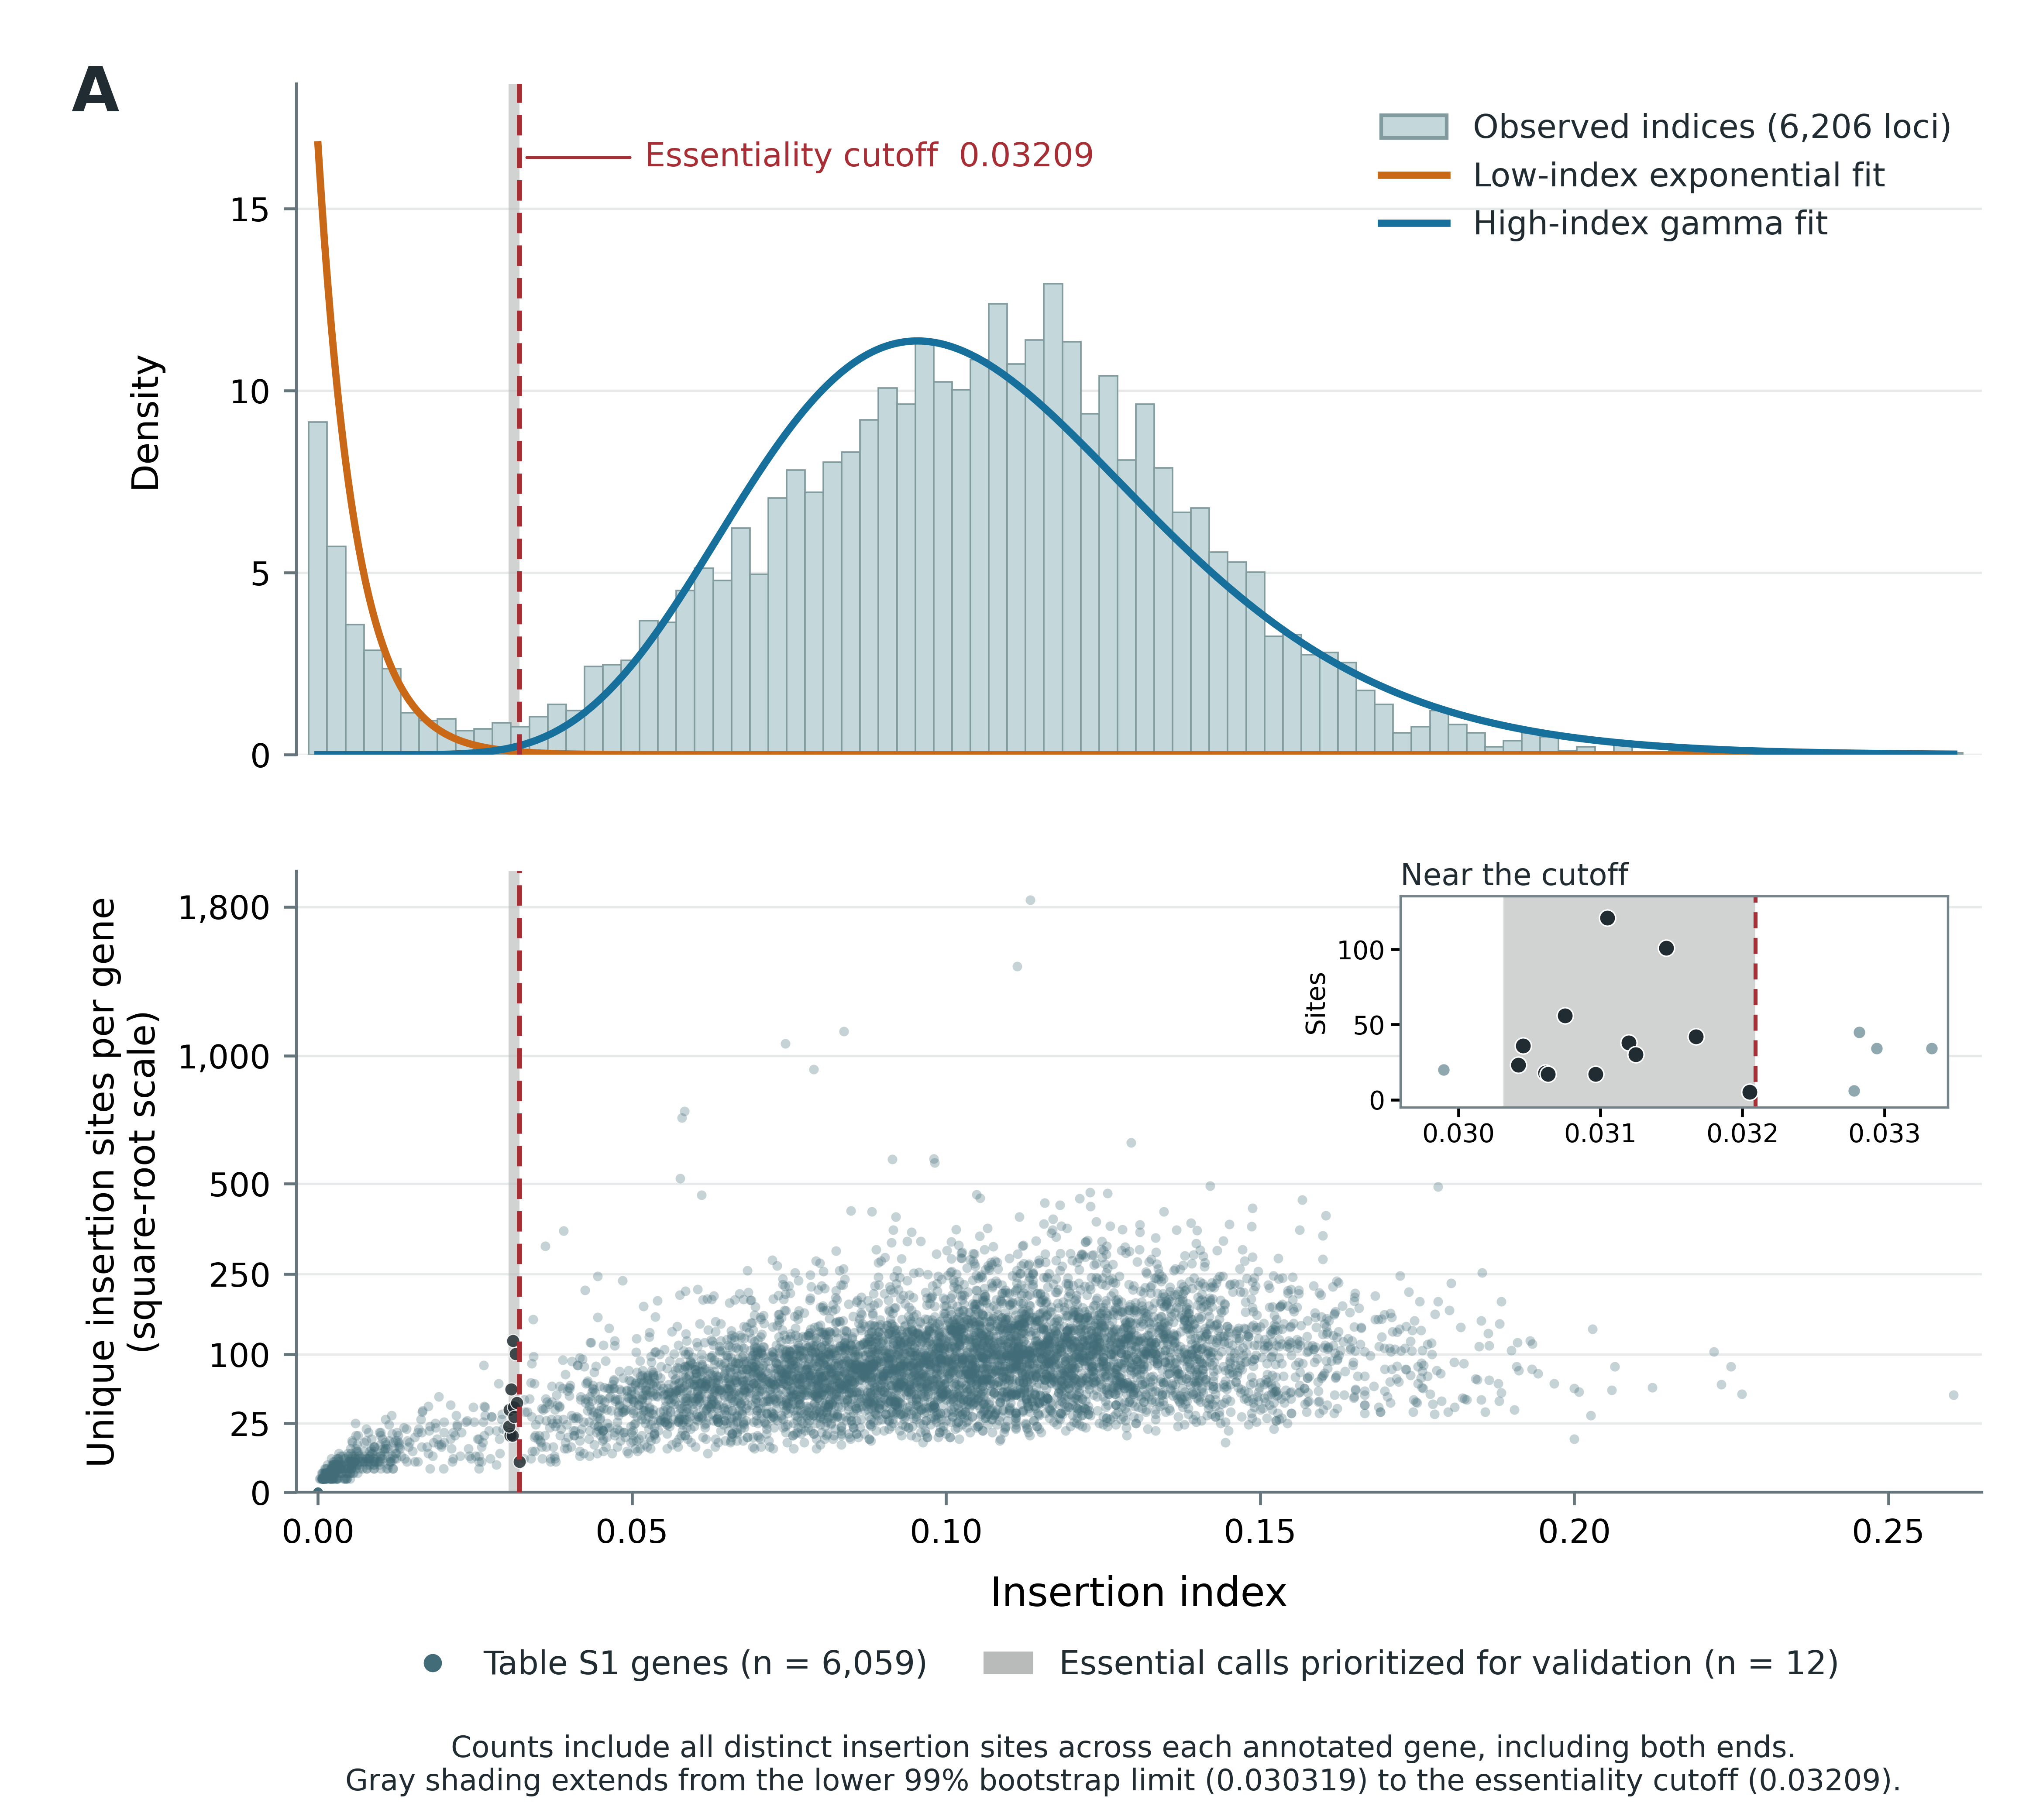 A
Essentiality cutoff 0.03209
Observed indices (6,206 loci)
Low-index exponential fit
High-index gamma fit
Density
15
10
5
0
Unique insertion sites per gene
(square-root scale)
1,800
1,000
500
250
100
25
0
Near the cutoff
Sites
100
50
0
0.030
0.031
0.032
0.033
0.00
0.05
0.10
0.15
0.20
0.25
Insertion index
Table S1 genes (n = 6,059)
Essential calls prioritized for validation (n = 12)
Counts include all distinct insertion sites across each annotated gene, including both ends.
Gray shading extends from the lower 99% bootstrap limit (0.030319) to the essentiality cutoff (0.03209).